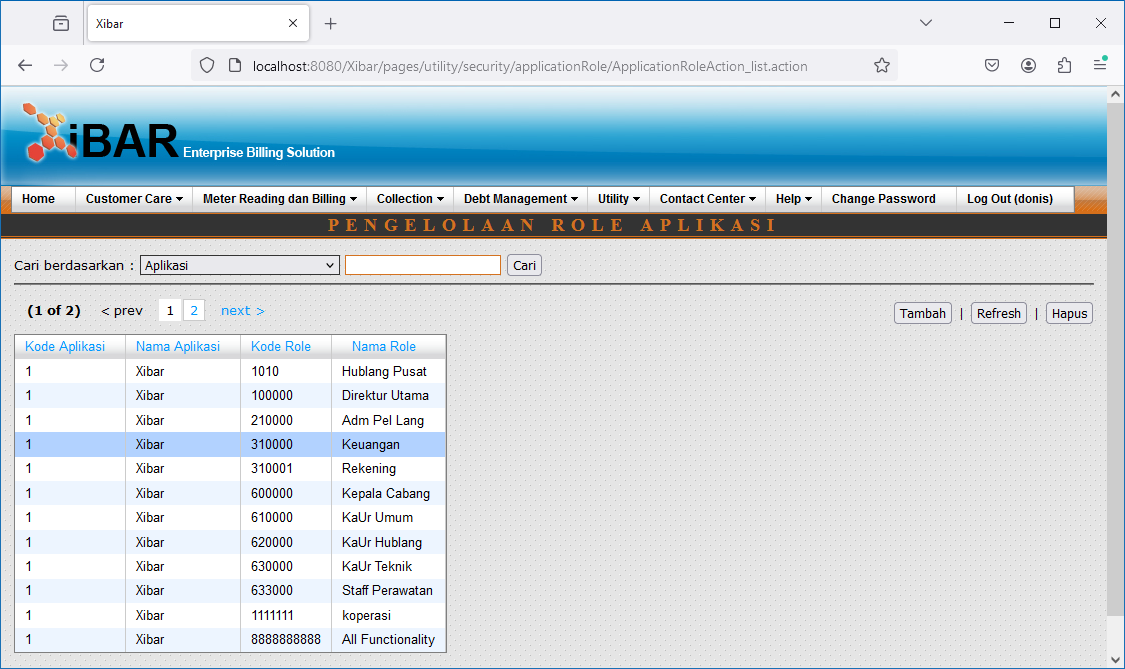 Xibar
localhost:8080/Xibar/pages/utility/security/applicationRole/ApplicationRoleAction_list.action
iBAR Enterprise Billing Solution
Home Customer Care Meter Reading dan Billing Collection Debt Management Utility Contact Center Help Change Password Log Out (donis)
PENGELOLAAN ROLE APLIKASI
Cari berdasarkan : Aplikasi Cari
(1 of 2) < prev 1 2 next > Tambah | Refresh | Hapus
Kode Aplikasi Nama Aplikasi Kode Role Nama Role
1 Xibar 1010 Hublang Pusat
1 Xibar 100000 Direktur Utama
1 Xibar 210000 Adm Pel Lang
1 Xibar 310000 Keuangan
1 Xibar 310001 Rekening
1 Xibar 600000 Kepala Cabang
1 Xibar 610000 KaUr Umum
1 Xibar 620000 KaUr Hublang
1 Xibar 630000 KaUr Teknik
1 Xibar 633000 Staff Perawatan
1 Xibar 1111111 koperasi
1 Xibar 8888888888 All Functionality